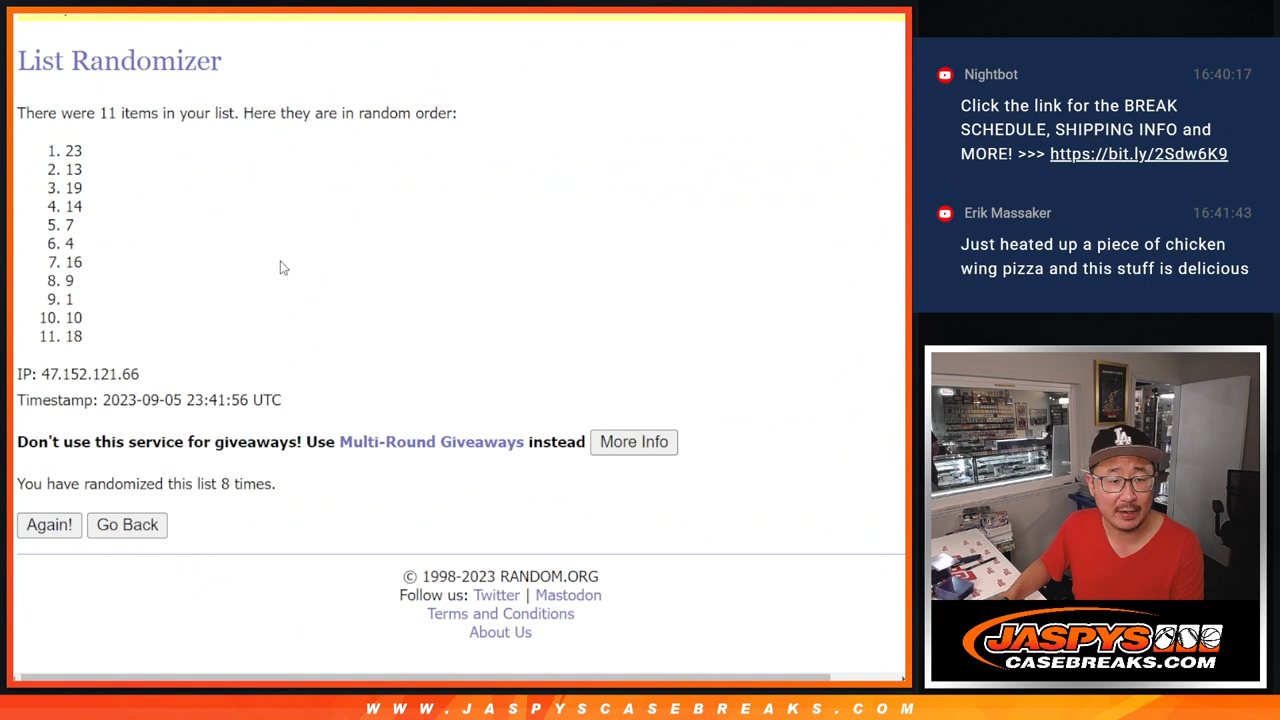 List Randomizer
There were 11 items in your list. Here they are in random order:
1. 23
2. 13
3. 19
4. 14
5. 7
6. 4
7. 16
8. 9
9. 1
10. 10
11. 18
IP: 47.152.121.66
Timestamp: 2023-09-05 23:41:56 UTC
Don't use this service for giveaways! Use Multi-Round Giveaways instead More Info
You have randomized this list 8 times.
Again! Go Back
© 1998-2023 RANDOM.ORG
Follow us: Twitter | Mastodon
Terms and Conditions
About Us
Nightbot 16:40:17
Click the link for the BREAK
SCHEDULE, SHIPPING INFO and
MORE! >>> https://bit.ly/2Sdw6K9
Erik Massaker 16:41:43
Just heated up a piece of chicken
wing pizza and this stuff is delicious
LA
JASPYS
CASEBREAKS.COM
WWW.JASPYSCASEBREAKS.COM